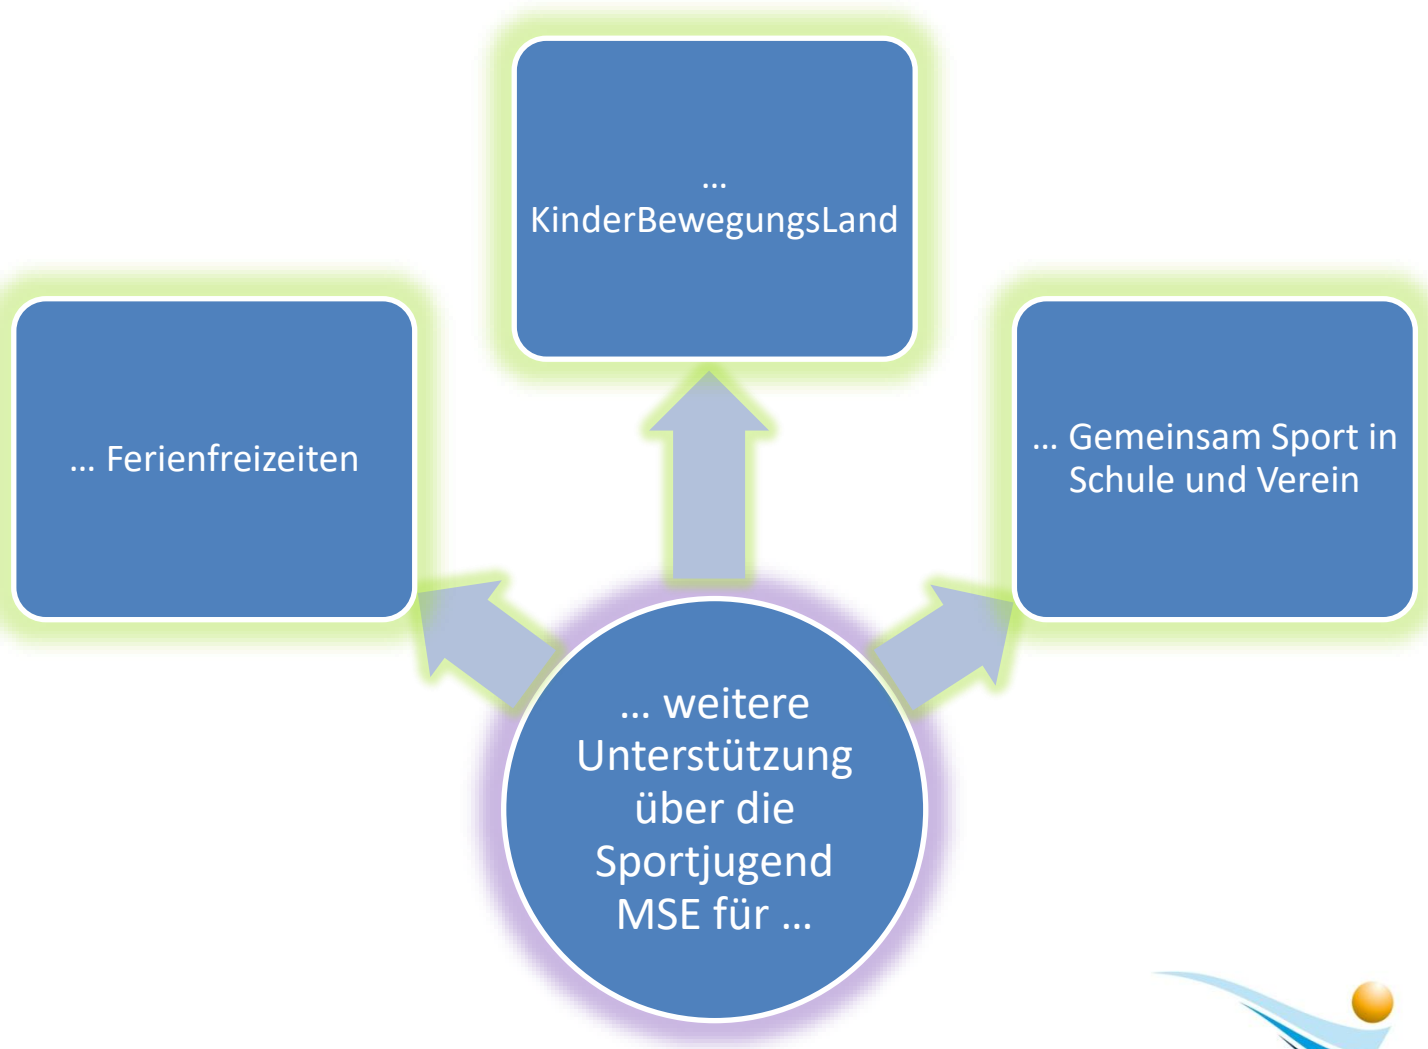 …
KinderBewegungsLand
… Ferienfreizeiten
… Gemeinsam Sport in
Schule und Verein
… weitere
Unterstützung
über die
Sportjugend
MSE für …